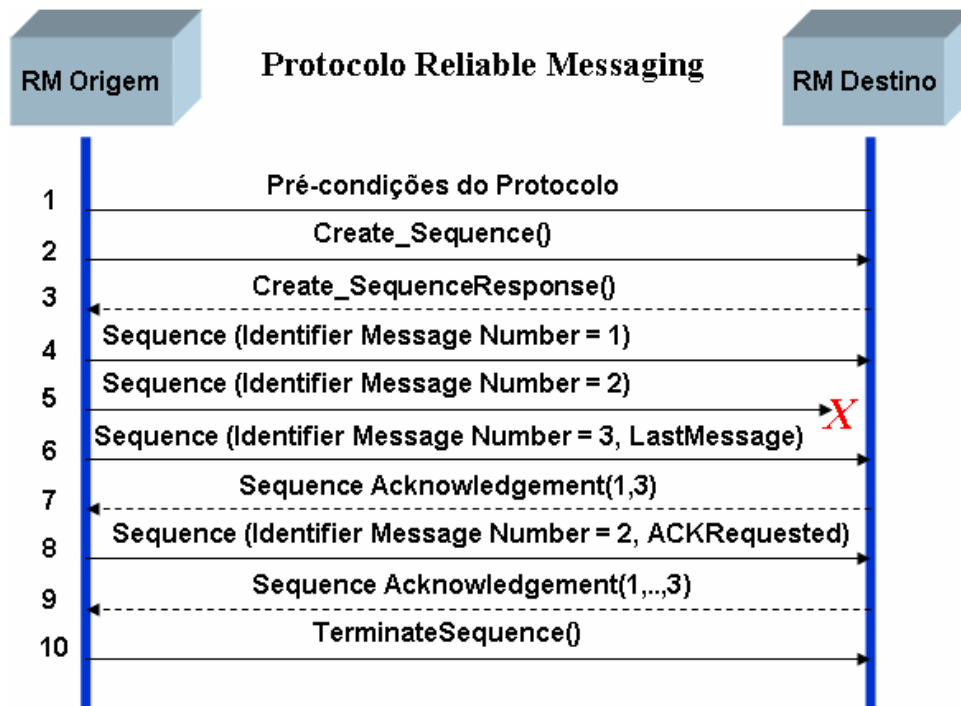 RM Origem
Protocolo Reliable Messaging
RM Destino
1
Pré-condições do Protocolo
2
Create_Sequence()
3
Create_SequenceResponse()
4
Sequence (Identifier Message Number = 1)
5
Sequence (Identifier Message Number = 2)
X
6
Sequence (Identifier Message Number = 3, LastMessage)
7
Sequence Acknowledgement(1,3)
8
Sequence (Identifier Message Number = 2, ACKRequested)
9
Sequence Acknowledgement(1,..,3)
10
TerminateSequence()